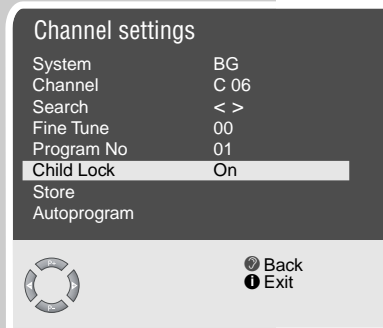 Channel settings
System BG
Channel C 06
Search < >
Fine Tune 00
Program No 01
Child Lock On
Store
Autoprogram
P+
< >
P-
Back
i Exit